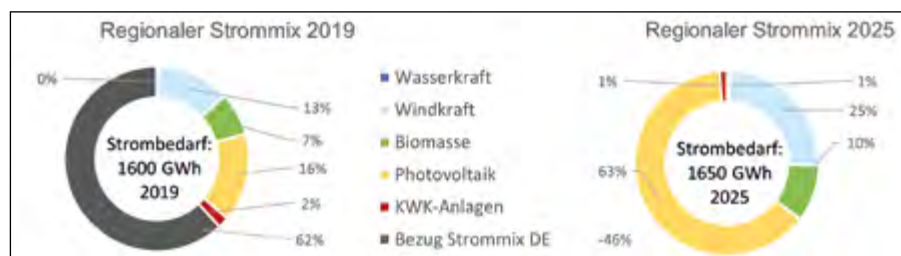 Regionaler Strommix 2019
0%
13%
7%
16%
2%
62%
Strombedarf:
1600 GWh
2019
Wasserkraft
Windkraft
Biomasse
Photovoltaik
KWK-Anlagen
Bezug Strommix DE
Regionaler Strommix 2025
1%
1%
25%
10%
63%
-46%
Strombedarf:
1650 GWh
2025